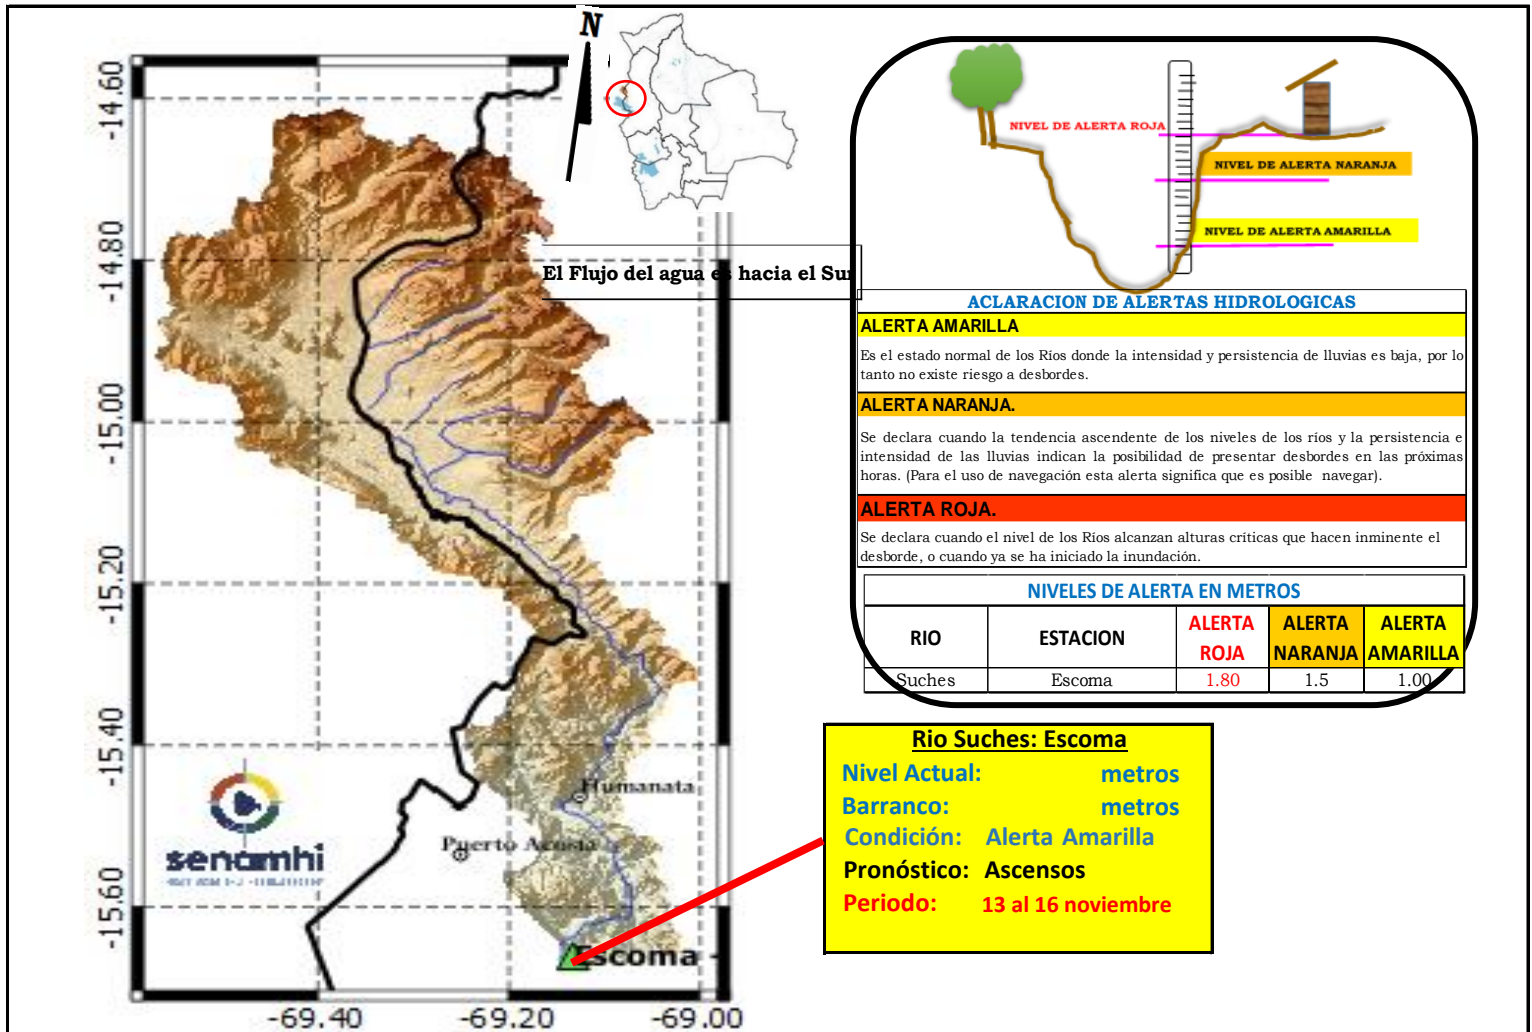 N
-14.60
-14.80
-15.00
-15.20
-15.40
-15.60
-69.40
-69.20
-69.00
El Flujo del agua es hacia el Sur
Humanata
Puerto Acosta
Escoma
senamhi
NIVEL DE ALERTA ROJA
NIVEL DE ALERTA NARANJA
NIVEL DE ALERTA AMARILLA
ACLARACION DE ALERTAS HIDROLOGICAS
ALERTA AMARILLA
Es el estado normal de los Ríos donde la intensidad y persistencia de lluvias es baja, por lo
tanto no existe riesgo a desbordes.
ALERTA NARANJA.
Se declara cuando la tendencia ascendente de los niveles de los ríos y la persistencia e
intensidad de las lluvias indican la posibilidad de presentar desbordes en las próximas
horas. (Para el uso de navegación esta alerta significa que es posible navegar).
ALERTA ROJA.
Se declara cuando el nivel de los Ríos alcanzan alturas críticas que hacen inminente el
desborde, o cuando ya se ha iniciado la inundación.
NIVELES DE ALERTA EN METROS
RIO ESTACION ALERTA ROJA ALERTA NARANJA ALERTA AMARILLA
Suches Escoma 1.80 1.5 1.00
Rio Suches: Escoma
Nivel Actual: metros
Barranco: metros
Condición: Alerta Amarilla
Pronóstico: Ascensos
Periodo: 13 al 16 noviembre